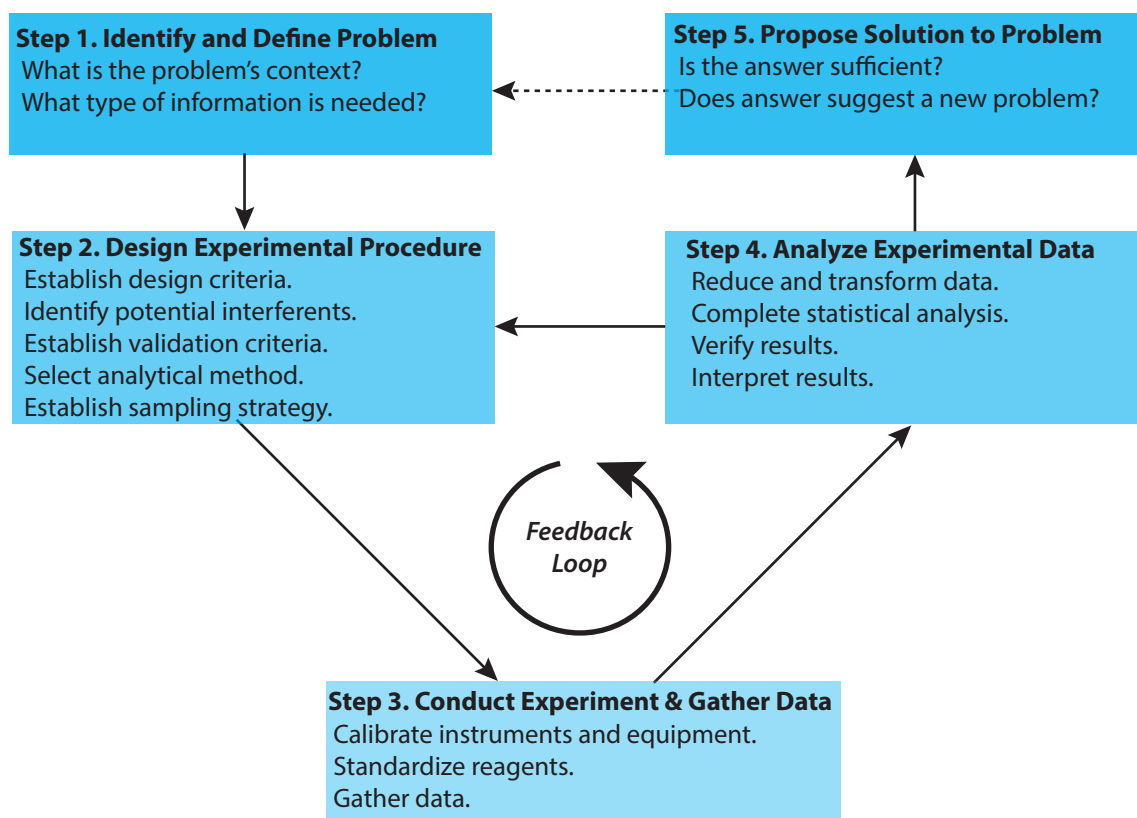 Step 1. Identify and Define Problem
What is the problem's context?
What type of information is needed?
Step 5. Propose Solution to Problem
Is the answer sufficient?
Does answer suggest a new problem?
Step 2. Design Experimental Procedure
Establish design criteria.
Identify potential interferents.
Establish validation criteria.
Select analytical method.
Establish sampling strategy.
Step 4. Analyze Experimental Data
Reduce and transform data.
Complete statistical analysis.
Verify results.
Interpret results.
Feedback
Loop
Step 3. Conduct Experiment & Gather Data
Calibrate instruments and equipment.
Standardize reagents.
Gather data.